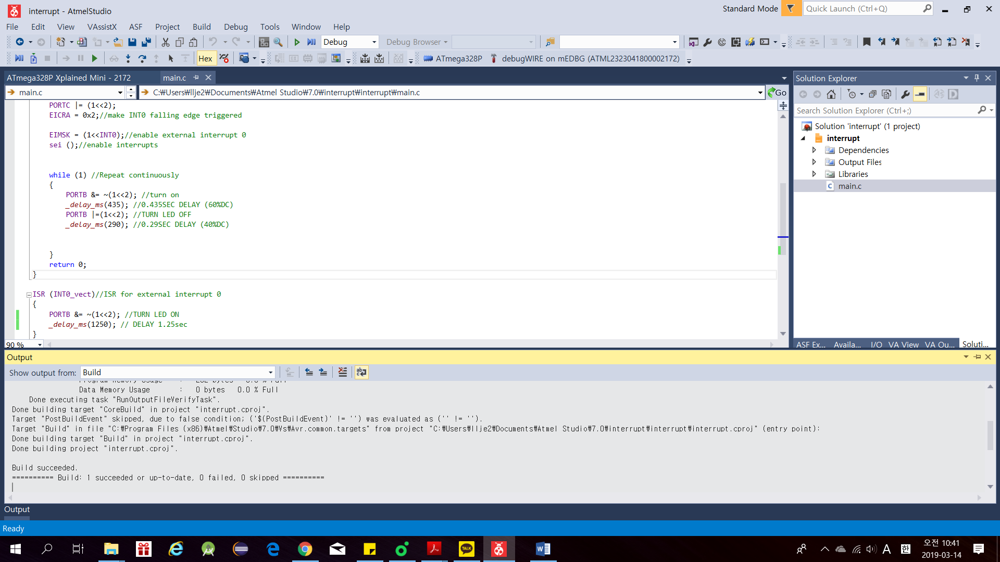 interrupt - AtmelStudio
Standard Mode
Quick Launch (Ctrl+Q)
File Edit View VAssistX ASF Project Build Debug Tools Window Help
Debug
Debug Browser
Hex
ATmega328P
debugWIRE on mEDBG (ATML2323041800002172)
ATmega328P Xplained Mini - 2172
main.c
main.c
C:₩Users₩llje2₩Documents₩Atmel Studio₩7.0₩interrupt₩interrupt₩main.c
Go
PORTC |= (1<<2);
EICRA = 0x2;//make INT0 falling edge triggered
EIMSK = (1<<INT0);//enable external interrupt 0
sei ();//enable interrupts
while (1) //Repeat continuously
{
PORTB &= ~(1<<2); //turn on
_delay_ms(435); //0.435SEC DELAY (60%DC)
PORTB |=(1<<2); //TURN LED OFF
_delay_ms(290); //0.29SEC DELAY (40%DC)
}
return 0;
}
ISR (INT0_vect)//ISR for external interrupt 0
{
PORTB &= ~(1<<2); //TURN LED ON
_delay_ms(1250); // DELAY 1.25sec
}
90 %
Solution Explorer
Search Solution Explorer (Ctrl+;)
Solution 'interrupt' (1 project)
interrupt
Dependencies
Output Files
Libraries
main.c
ASF Ex... Availa... I/O VA View VA Ou... Soluti...
Output
Show output from: Build
Program Memory Usage
Data Memory Usage : 0 bytes 0.0 % Full
Done executing task "RunOutputFileVerifyTask".
Done building target "CoreBuild" in project "interrupt.cproj".
Target "PostBuildEvent" skipped, due to false condition; ('$(PostBuildEvent)' != '') was evaluated as ('' != '').
Target "Build" in file "C:₩Program Files (x86)₩Atmel₩Studio₩7.0₩Vs₩Avr.common.targets" from project "C:₩Users₩llje2₩Documents₩Atmel Studio₩7.0₩interrupt₩interrupt₩interrupt.cproj" (entry point):
Done building target "Build" in project "interrupt.cproj".
Done building project "interrupt.cproj".
Build succeeded.
========== Build: 1 succeeded or up-to-date, 0 failed, 0 skipped ==========
Output
Ready
TALK
A
한
오전 10:41
2019-03-14